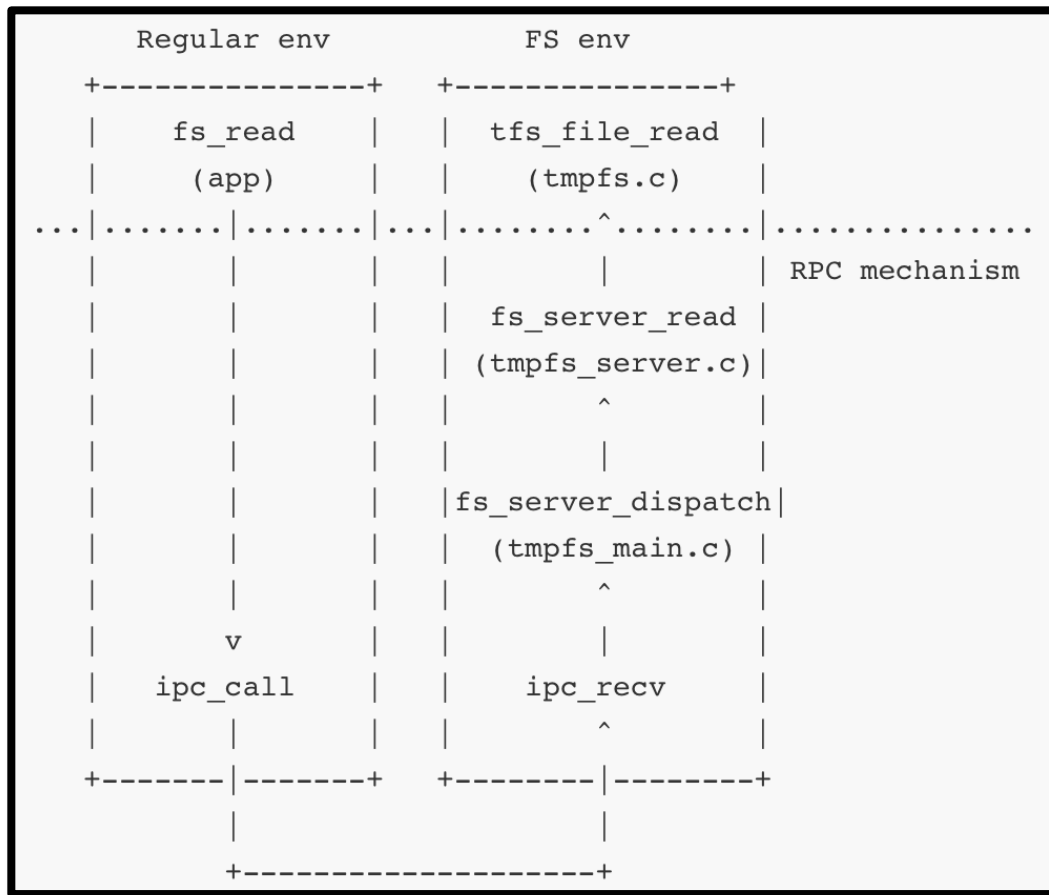 Regular env FS env
+---------------+ +---------------+
| fs_read | | tfs_file_read |
| (app) | | (tmpfs.c) |
...|.......|.......|...|........^........|...............
| | | | | | RPC mechanism
| | | | fs_server_read |
| | | | (tmpfs_server.c)|
| | | | ^ |
| | | | | |
| | | |fs_server_dispatch|
| | | | (tmpfs_main.c) |
| | | | ^ |
| v | | | |
| ipc_call | | ipc_recv |
| | | | ^ |
+-------|-------+ +--------|--------+
| |
+--------------------+